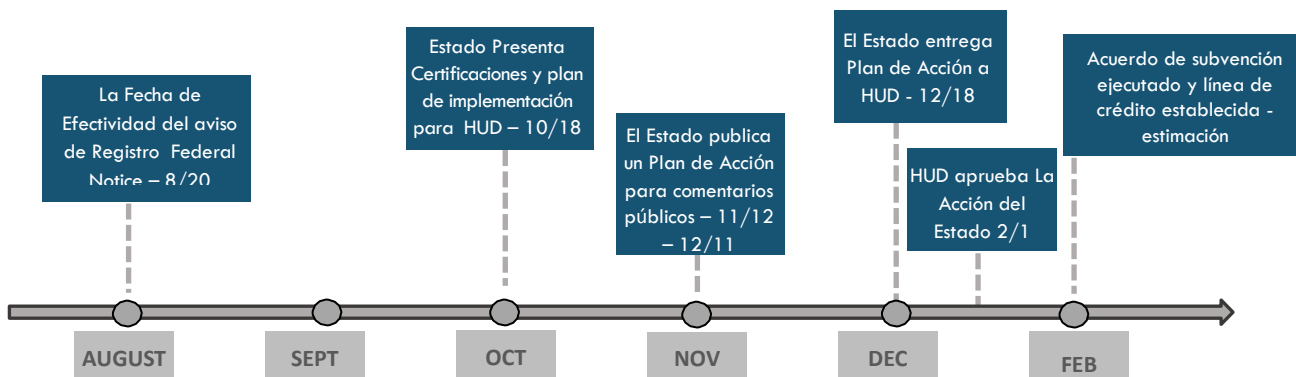 La Fecha de
Efectividad del aviso
de Registro Federal
Notice – 8/20
Estado Presenta
Certificaciones y plan
de implementación
para HUD – 10/18
El Estado publica
un Plan de Acción
para comentarios
públicos – 11/12
– 12/11
El Estado entrega
Plan de Acción a
HUD - 12/18
HUD aprueba La
Acción del
Estado 2/1
Acuerdo de subvención
ejecutado y línea de
crédito establecida -
estimación
AUGUST
SEPT
OCT
NOV
DEC
FEB